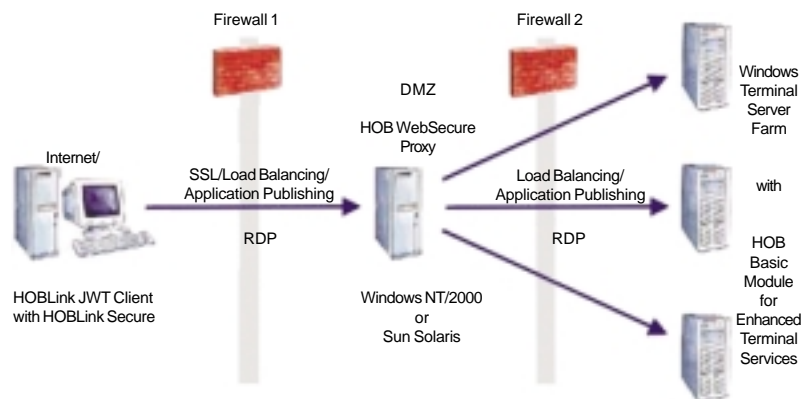 Firewall 1
Firewall 2
DMZ
HOB WebSecure
Proxy
Windows
Terminal
Server
Farm
Internet/
SSL/Load Balancing/
Application Publishing
RDP
Load Balancing/
Application Publishing
RDP
with
HOBLink JWT Client
with HOBLink Secure
Windows NT/2000
or
Sun Solaris
HOB
Basic
Module
for
Enhanced
Terminal
Services